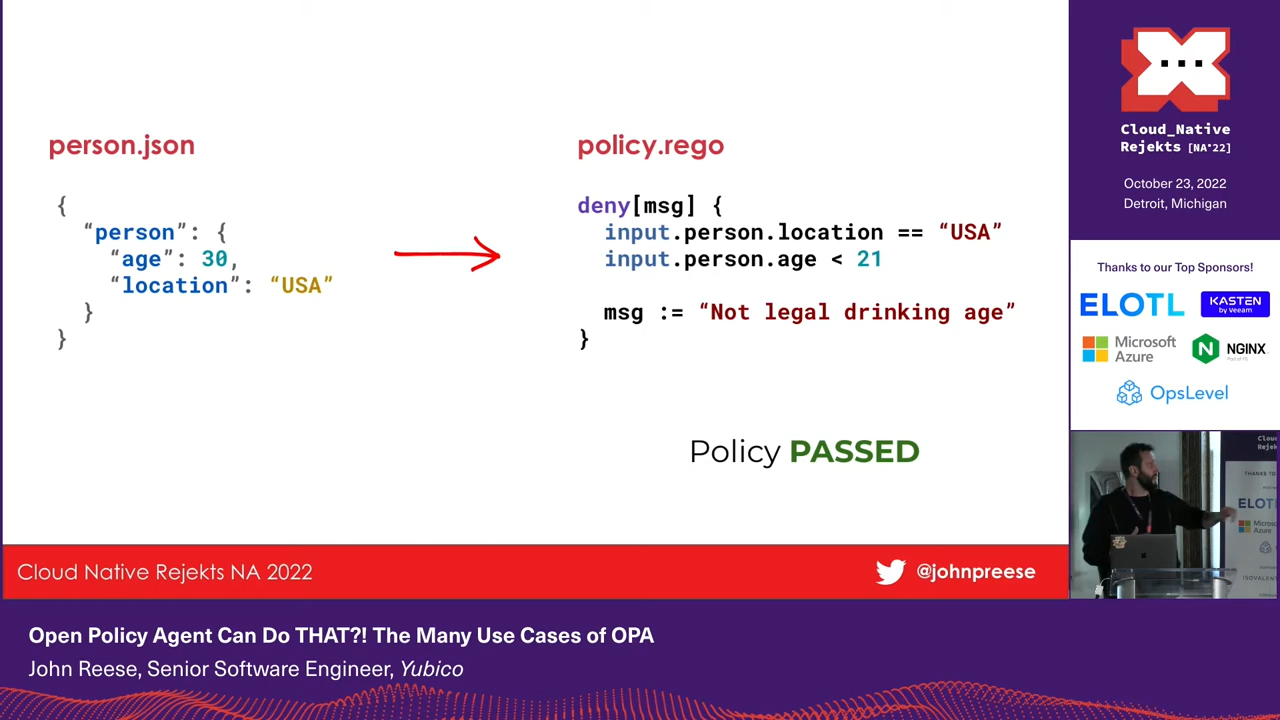 person.json
{
“person”: {
“age”: 30,
“location”: “USA”
}
}
policy.rego
deny[msg] {
input.person.location == “USA”
input.person.age < 21
msg := “Not legal drinking age”
}
Policy PASSED
Cloud Native Rejekts NA 2022
@johnpreese
Cloud_Native
Rejekts [NA'22]
October 23, 2022
Detroit, Michigan
Thanks to our Top Sponsors!
ELOTL
KASTEN
by Veeam
Microsoft
Azure
N
NGINX
OpsLevel
THANKS TO
ELOTL
Open Policy Agent Can Do THAT?! The Many Use Cases of OPA
John Reese, Senior Software Engineer, Yubico